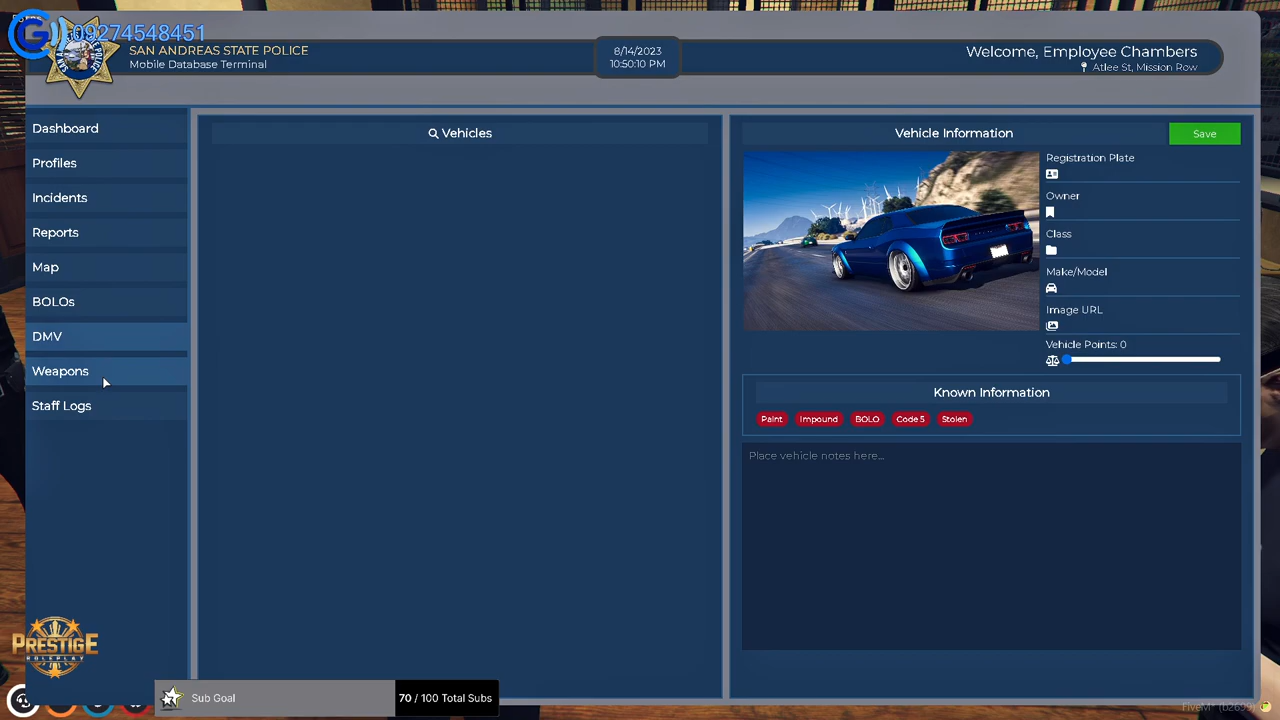 09274548451
SAN ANDREAS STATE POLICE
Mobile Database Terminal
8/14/2023
10:50:10 PM
Welcome, Employee Chambers
Atlee St, Mission Row
Dashboard
Profiles
Incidents
Reports
Map
BOLOs
DMV
Weapons
Staff Logs
Vehicles
Vehicle Information
Save
Registration Plate
Owner
Class
Make/Model
Image URL
Vehicle Points: 0
Known Information
Paint
Impound
BOLO
Code 5
Stolen
Place vehicle notes here...
PRESTIGE
ROLEPLAY
Sub Goal
70 / 100 Total Subs
FiveM* (b2699)